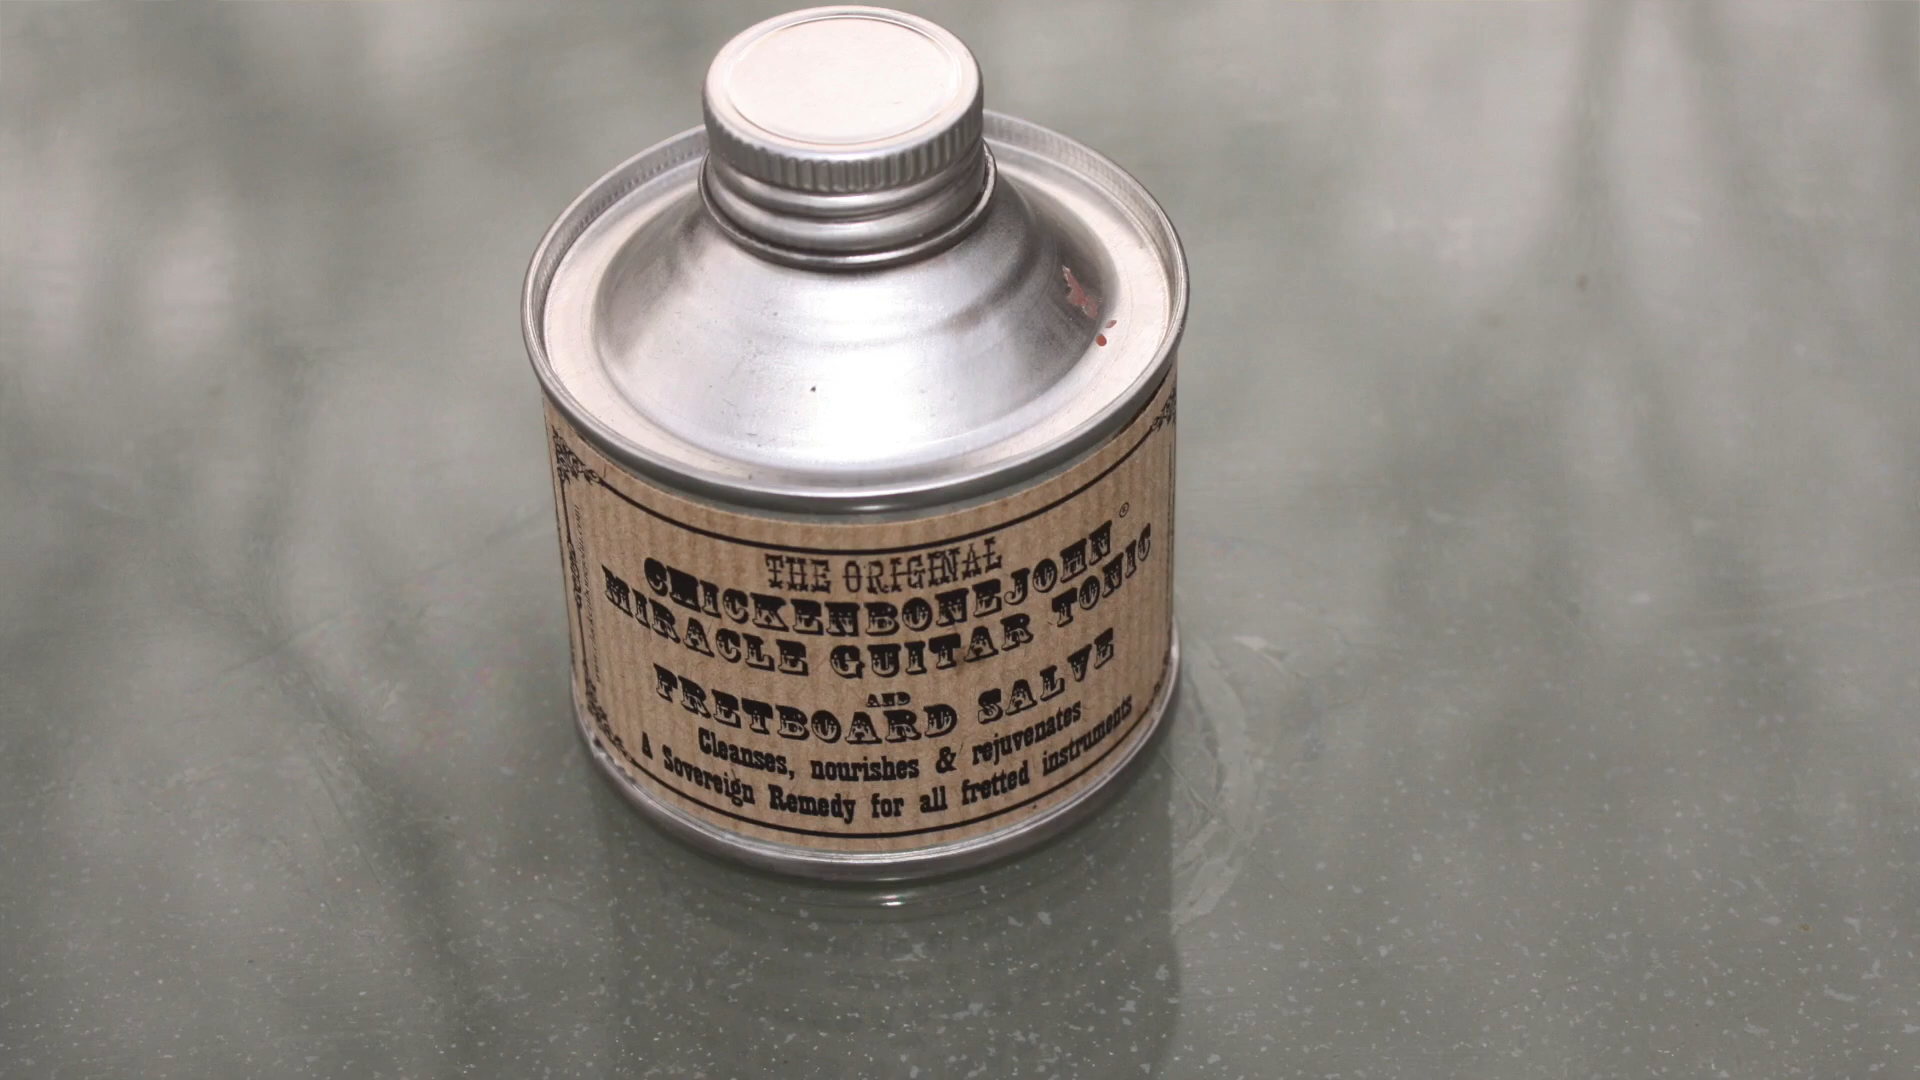 THE ORIGINAL
CHICKENBONEJOHN ®
MIRACLE GUITAR TONIC
AND
FRETBOARD SALVE
Cleanses, nourishes & rejuvenates
A Sovereign Remedy for all fretted instruments